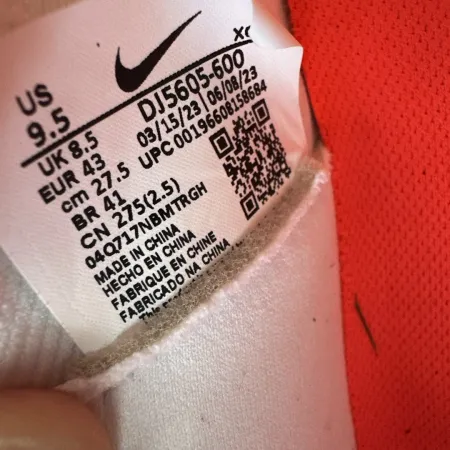 XC
US
9.5
DJ5605-600
03/15/23 | 06/08/23
UPC 00196608158684
UK 8.5
EUR 43
cm 27.5
BR 41
CN 275(2.5)
04O717NBMTRGH
MADE IN CHINA
HECHO EN CHINA
FABRIQUE EN CHINE
FABRICADO NA CHINA